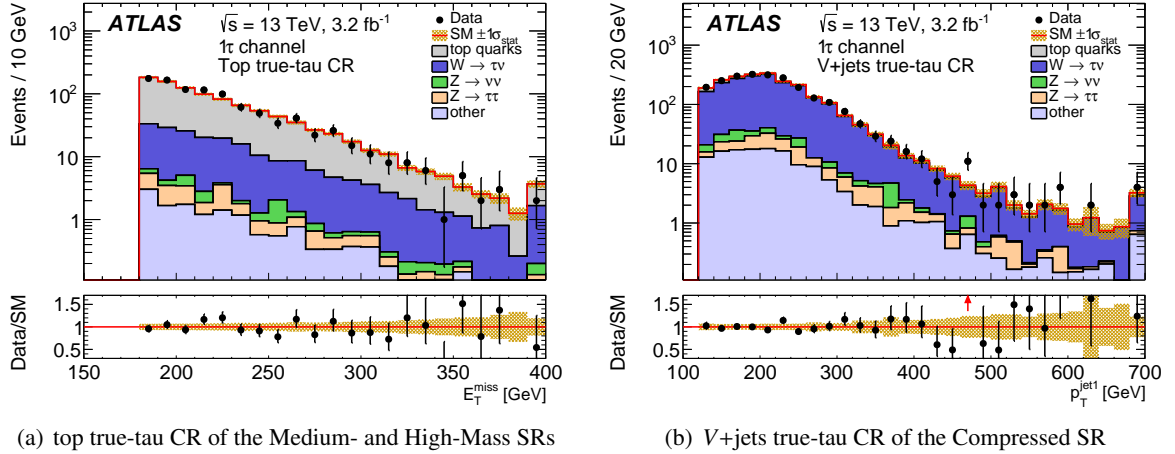 Events / 10 GeV
10³
10²
10
1
ATLAS
√s = 13 TeV, 3.2 fb⁻¹
1π channel
Top true-tau CR
Data
SM ±1σstat
top quarks
W → τν
Z → νν
Z → ττ
other
Data/SM
1.5
1
0.5
150 200 250 300 350 400
E_T^miss [GeV]
Events / 20 GeV
10³
10²
10
1
ATLAS
√s = 13 TeV, 3.2 fb⁻¹
1π channel
V+jets true-tau CR
Data
SM ±1σstat
top quarks
W → τν
Z → νν
Z → ττ
other
Data/SM
1.5
1
0.5
100 200 300 400 500 600 700
p_T^jet1 [GeV]
(a) top true-tau CR of the Medium- and High-Mass SRs
(b) V+jets true-tau CR of the Compressed SR